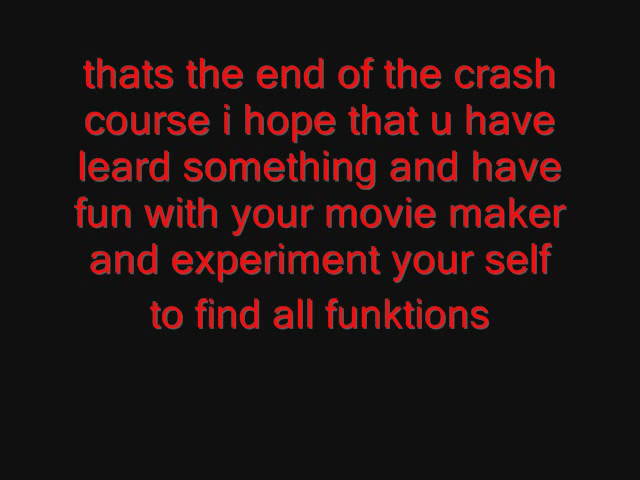 thats the end of the crash
course i hope that u have
leard something and have
fun with your movie maker
and experiment your self
to find all funktions